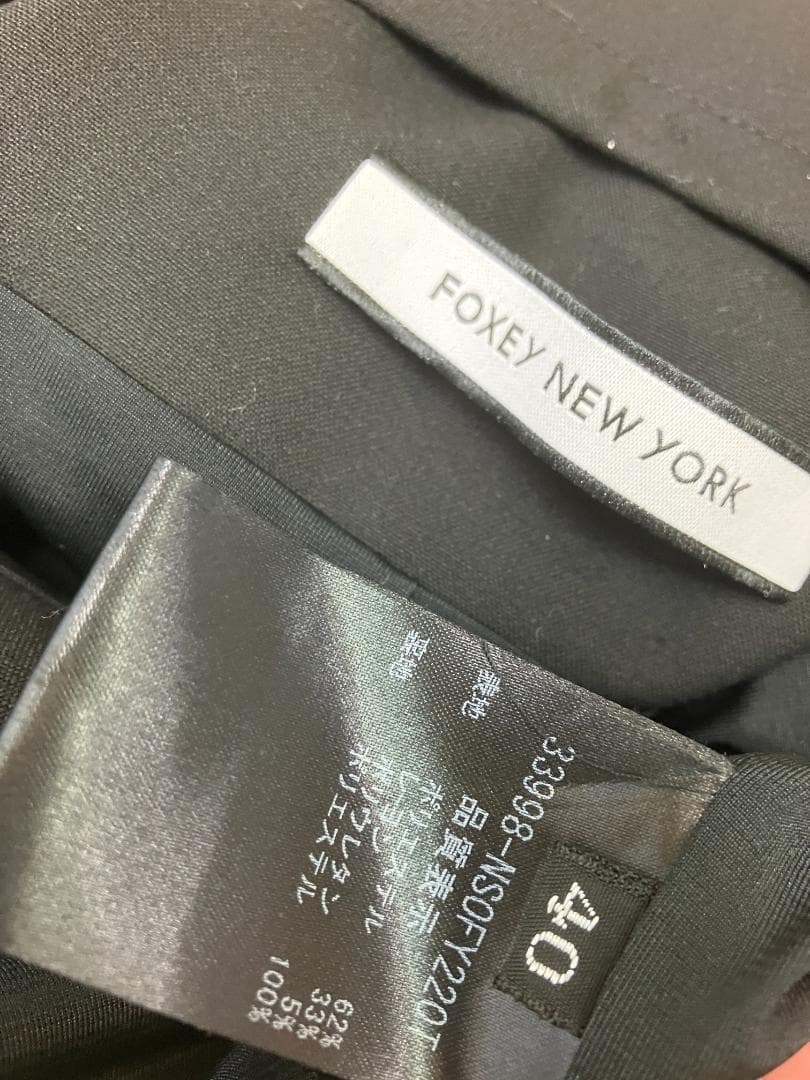 FOXEY NEW YORK
40
33998-NSOFY220T
品質表示
表地 ポリエステル 62%
レーヨン 33%
ポリウレタン 5%
裏地 ポリエステル 100%